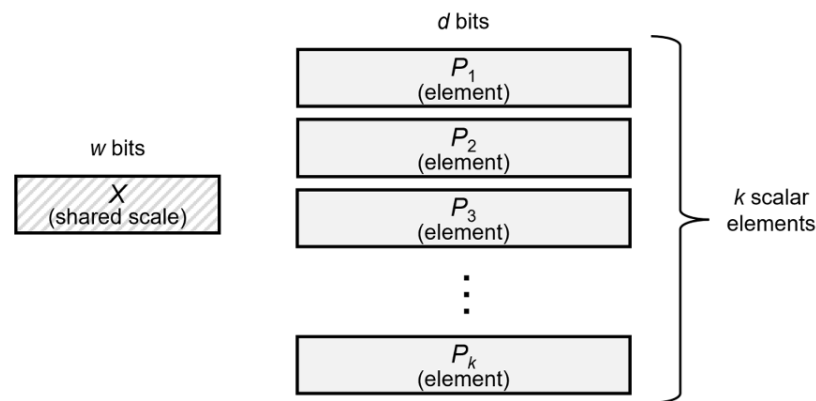 d bits
P1
(element)
P2
(element)
w bits
X
(shared scale)
P3
(element)
k scalar
elements
Pk
(element)